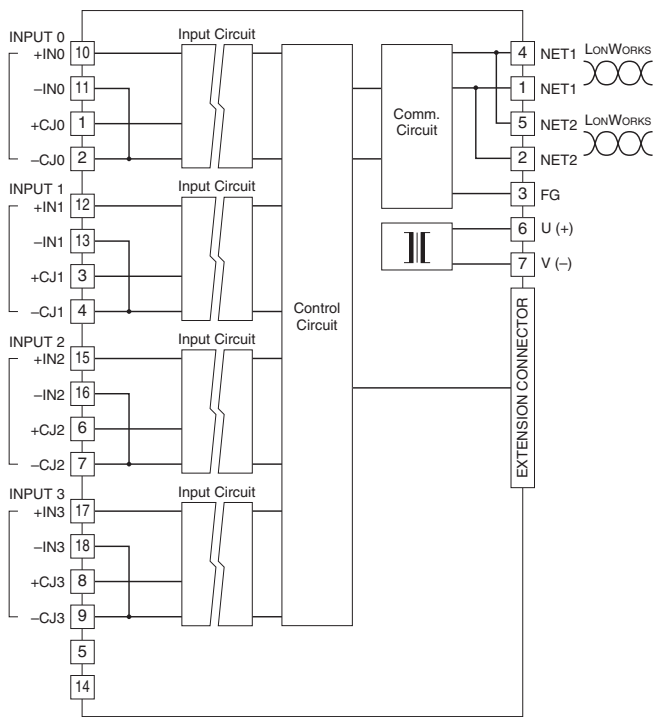 INPUT 0
+IN0 10
–IN0 11
+CJ0 1
–CJ0 2
Input Circuit
INPUT 1
+IN1 12
–IN1 13
+CJ1 3
–CJ1 4
Input Circuit
INPUT 2
+IN2 15
–IN2 16
+CJ2 6
–CJ2 7
Input Circuit
INPUT 3
+IN3 17
–IN3 18
+CJ3 8
–CJ3 9
Input Circuit
5
14
Control
Circuit
Comm.
Circuit
4 NET1 LONWORKS
1 NET1
5 NET2 LONWORKS
2 NET2
3 FG
6 U (+)
7 V (–)
EXTENSION CONNECTOR